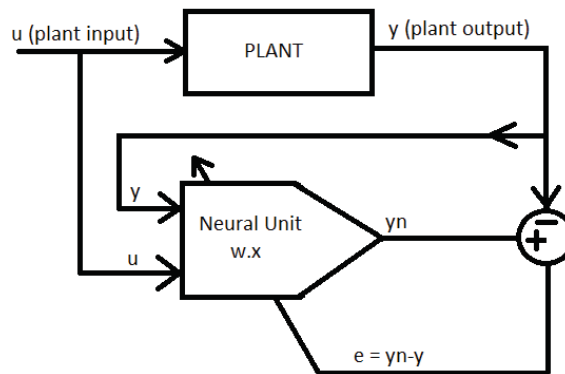 u (plant input)
PLANT
y (plant output)
y
Neural Unit
w.x
yn
u
e = yn-y